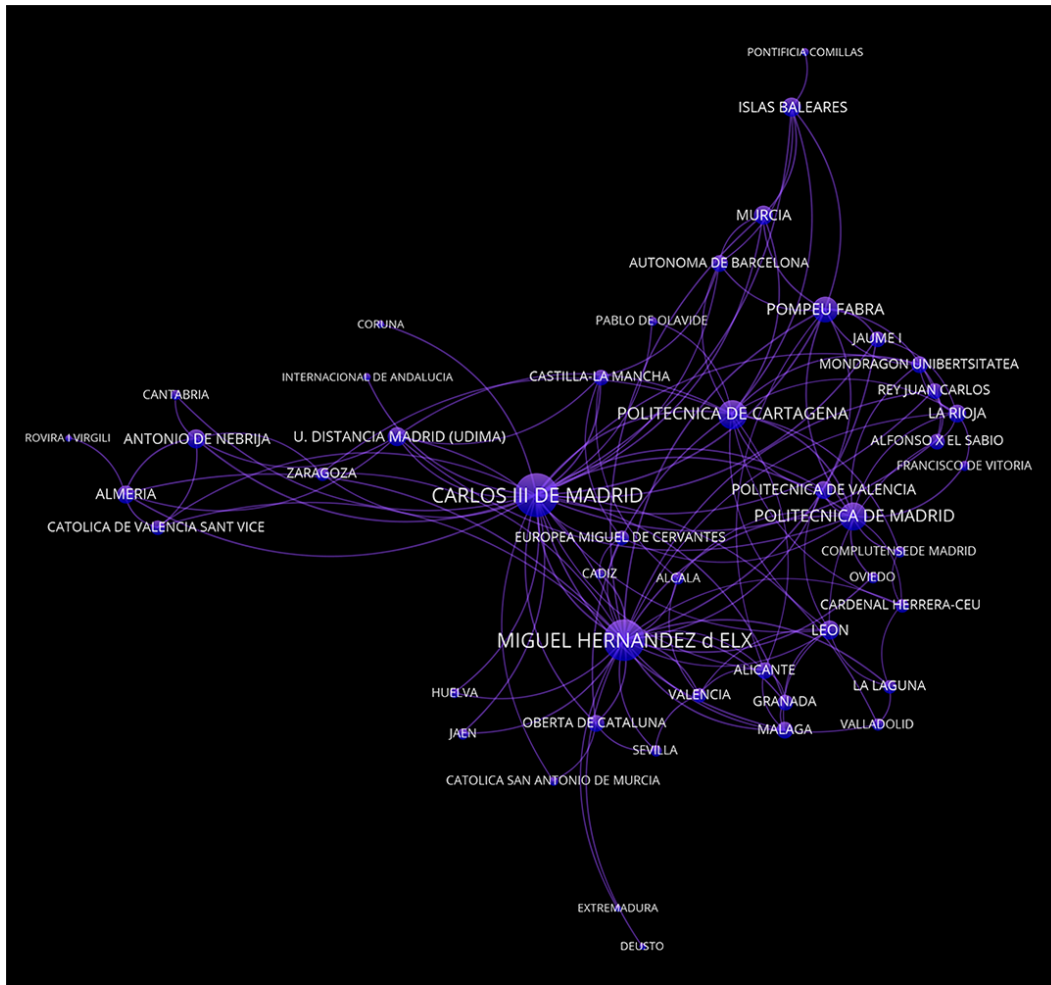 PONTIFICIA COMILLAS
ISLAS BALEARES
MURCIA
AUTONOMA DE BARCELONA
POMPEU FABRA
PABLO DE OLAVIDE
CORUNA
JAUME I
MONDRAGON UNIBERTSITATEA
INTERNACIONAL DE ANDALUCIA
CASTILLA-LA MANCHA
REY JUAN CARLOS
CANTABRIA
POLITECNICA DE CARTAGENA
LA RIOJA
ROVIRA I VIRGILI
ANTONIO DE NEBRIJA
U. DISTANCIA MADRID (UDIMA)
ALFONSO X EL SABIO
FRANCISCO DE VITORIA
ZARAGOZA
POLITECNICA DE VALENCIA
ALMERIA
CARLOS III DE MADRID
POLITECNICA DE MADRID
CATOLICA DE VALENCIA SANT VICE
EUROPEA MIGUEL DE CERVANTES
COMPLUTENSEDE MADRID
CADIZ
ALCALA
OVIEDO
CARDENAL HERRERA-CEU
LEON
MIGUEL HERNANDEZ d ELX
ALICANTE
LA LAGUNA
HUELVA
VALENCIA
GRANADA
OBERTA DE CATALUNA
VALLADOLID
MALAGA
JAEN
SEVILLA
CATOLICA SAN ANTONIO DE MURCIA
EXTREMADURA
DEUSTO